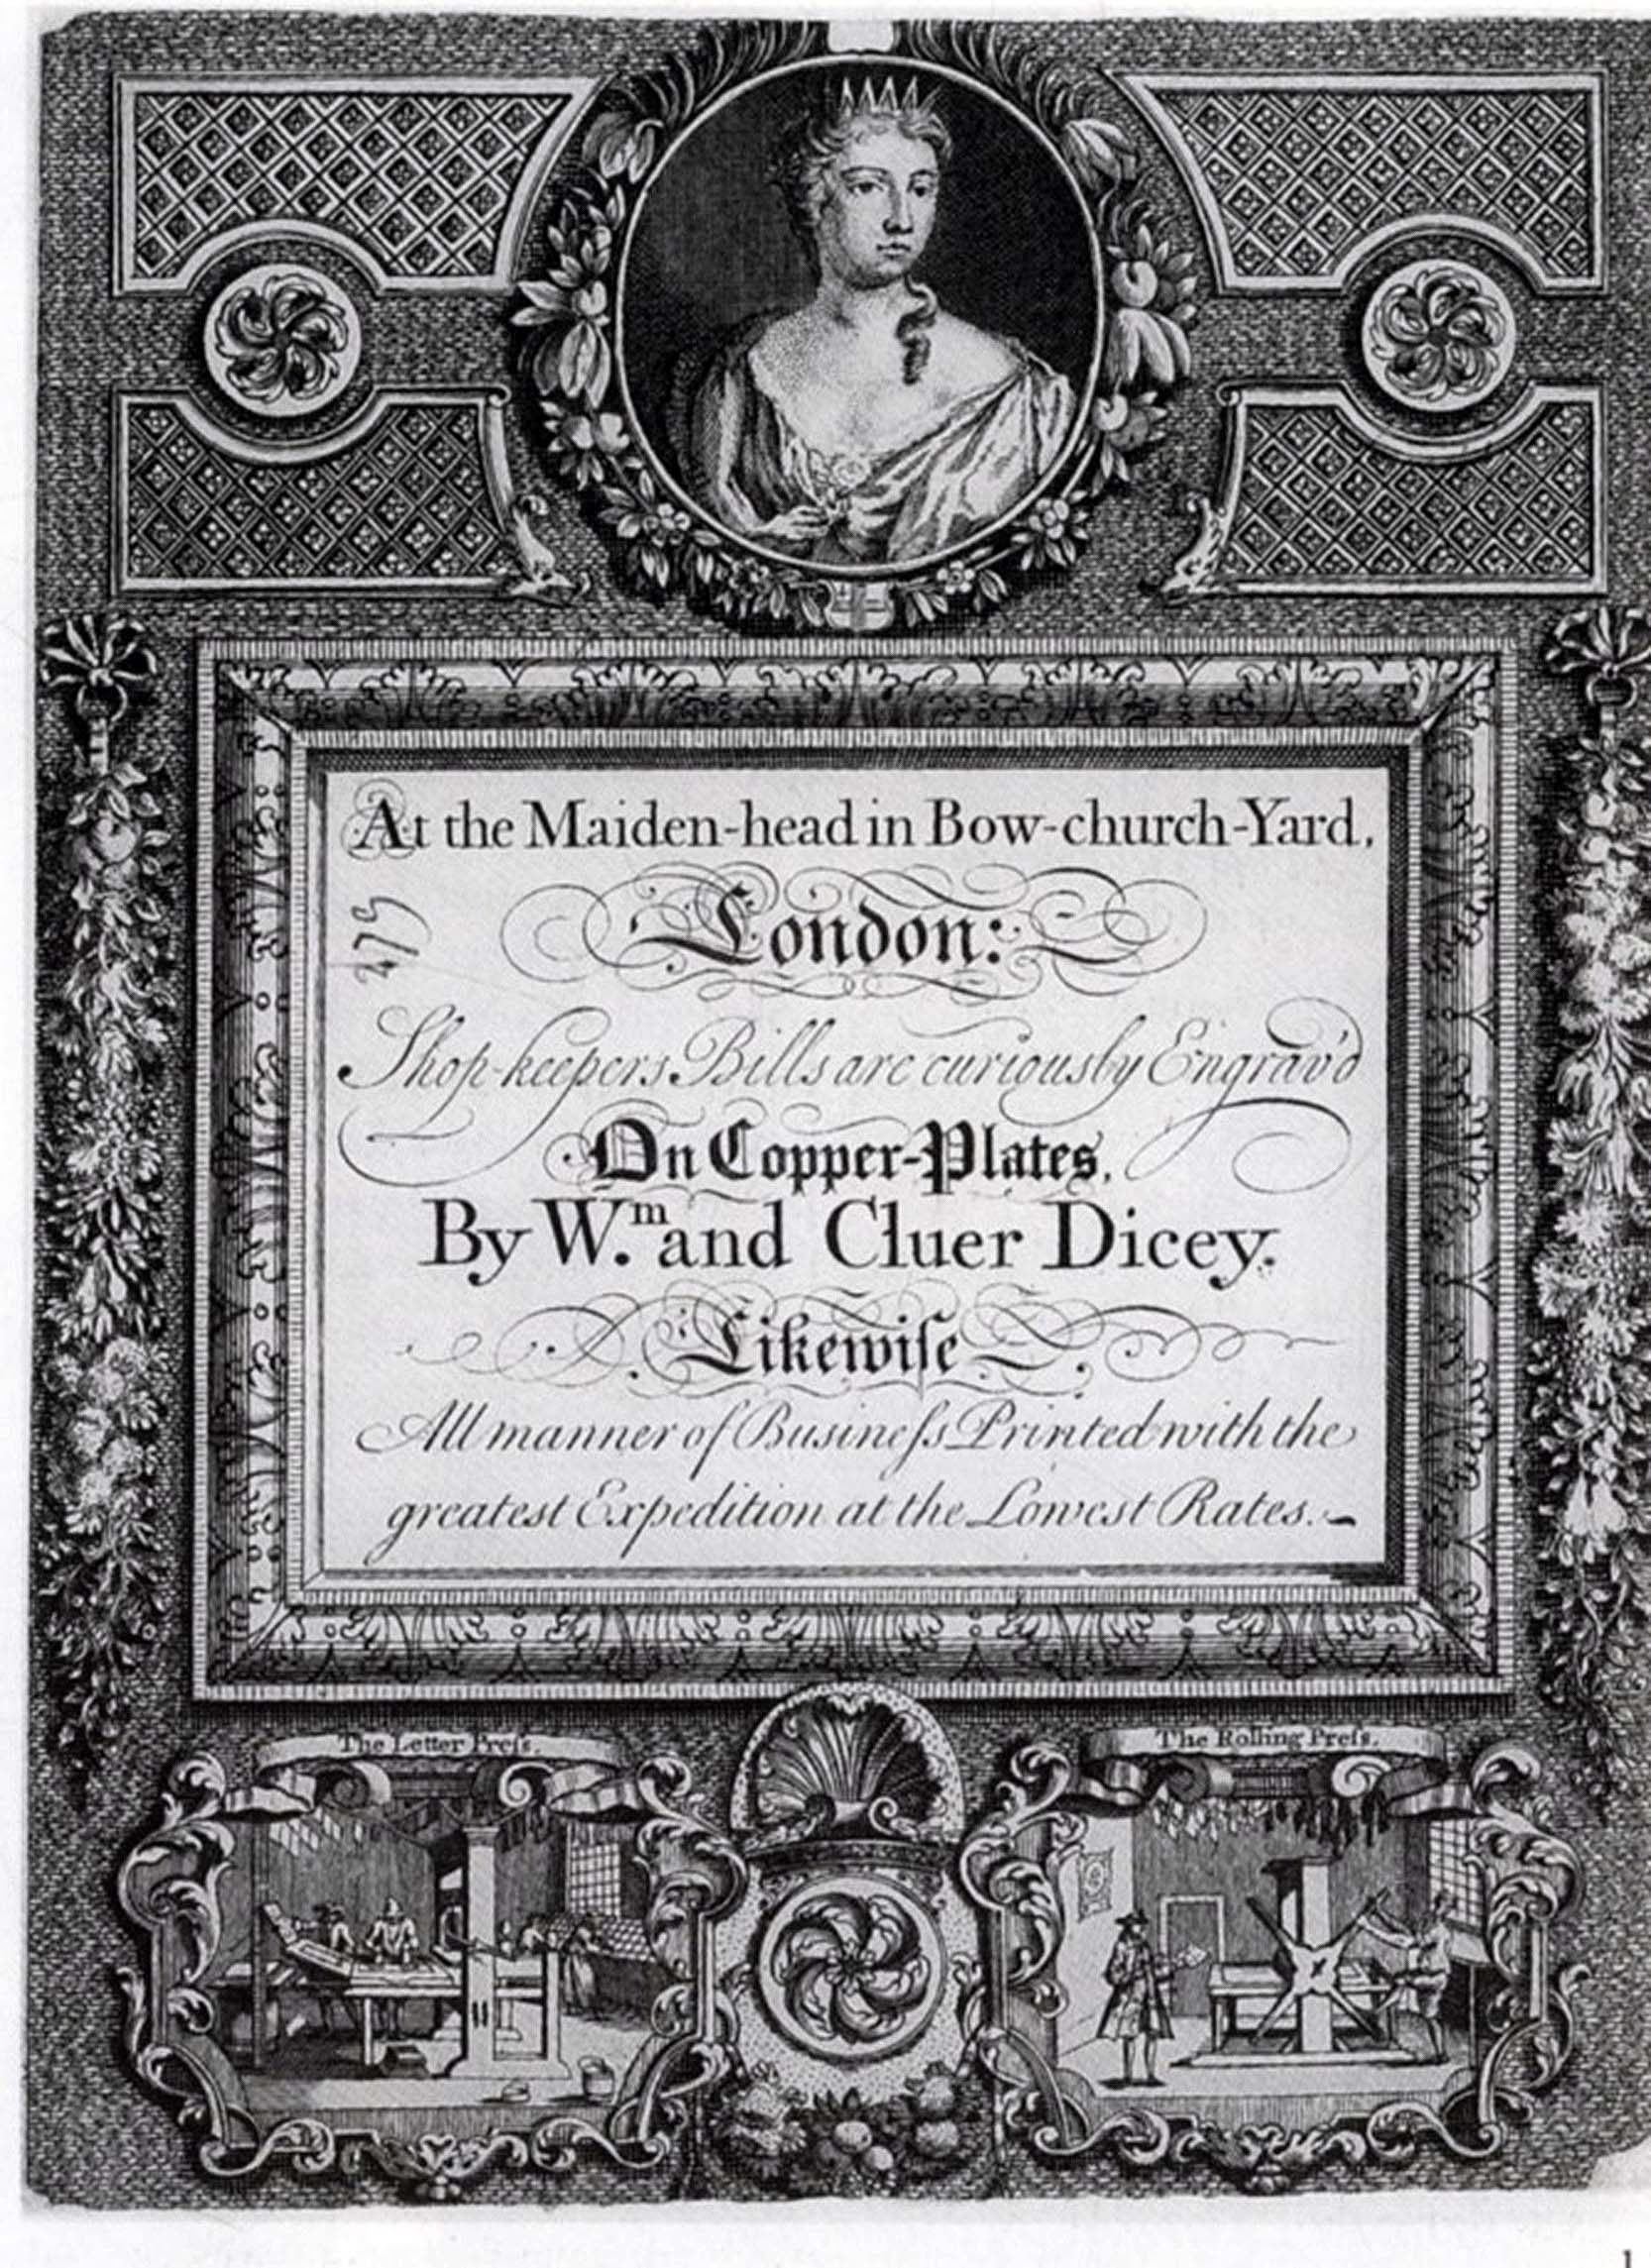 At the Maiden-head in Bow-church-Yard,
London:
Shop-keepers Bills are curiously Engrav'd
On Copper-Plates,
By W.m and Cluer Dicey.
Likewiſe
All manner of Buſineſs Printed with the
greatest Expedition at the Lowest Rates.
The Letter Preſs.
The Rolling Preſs.
1